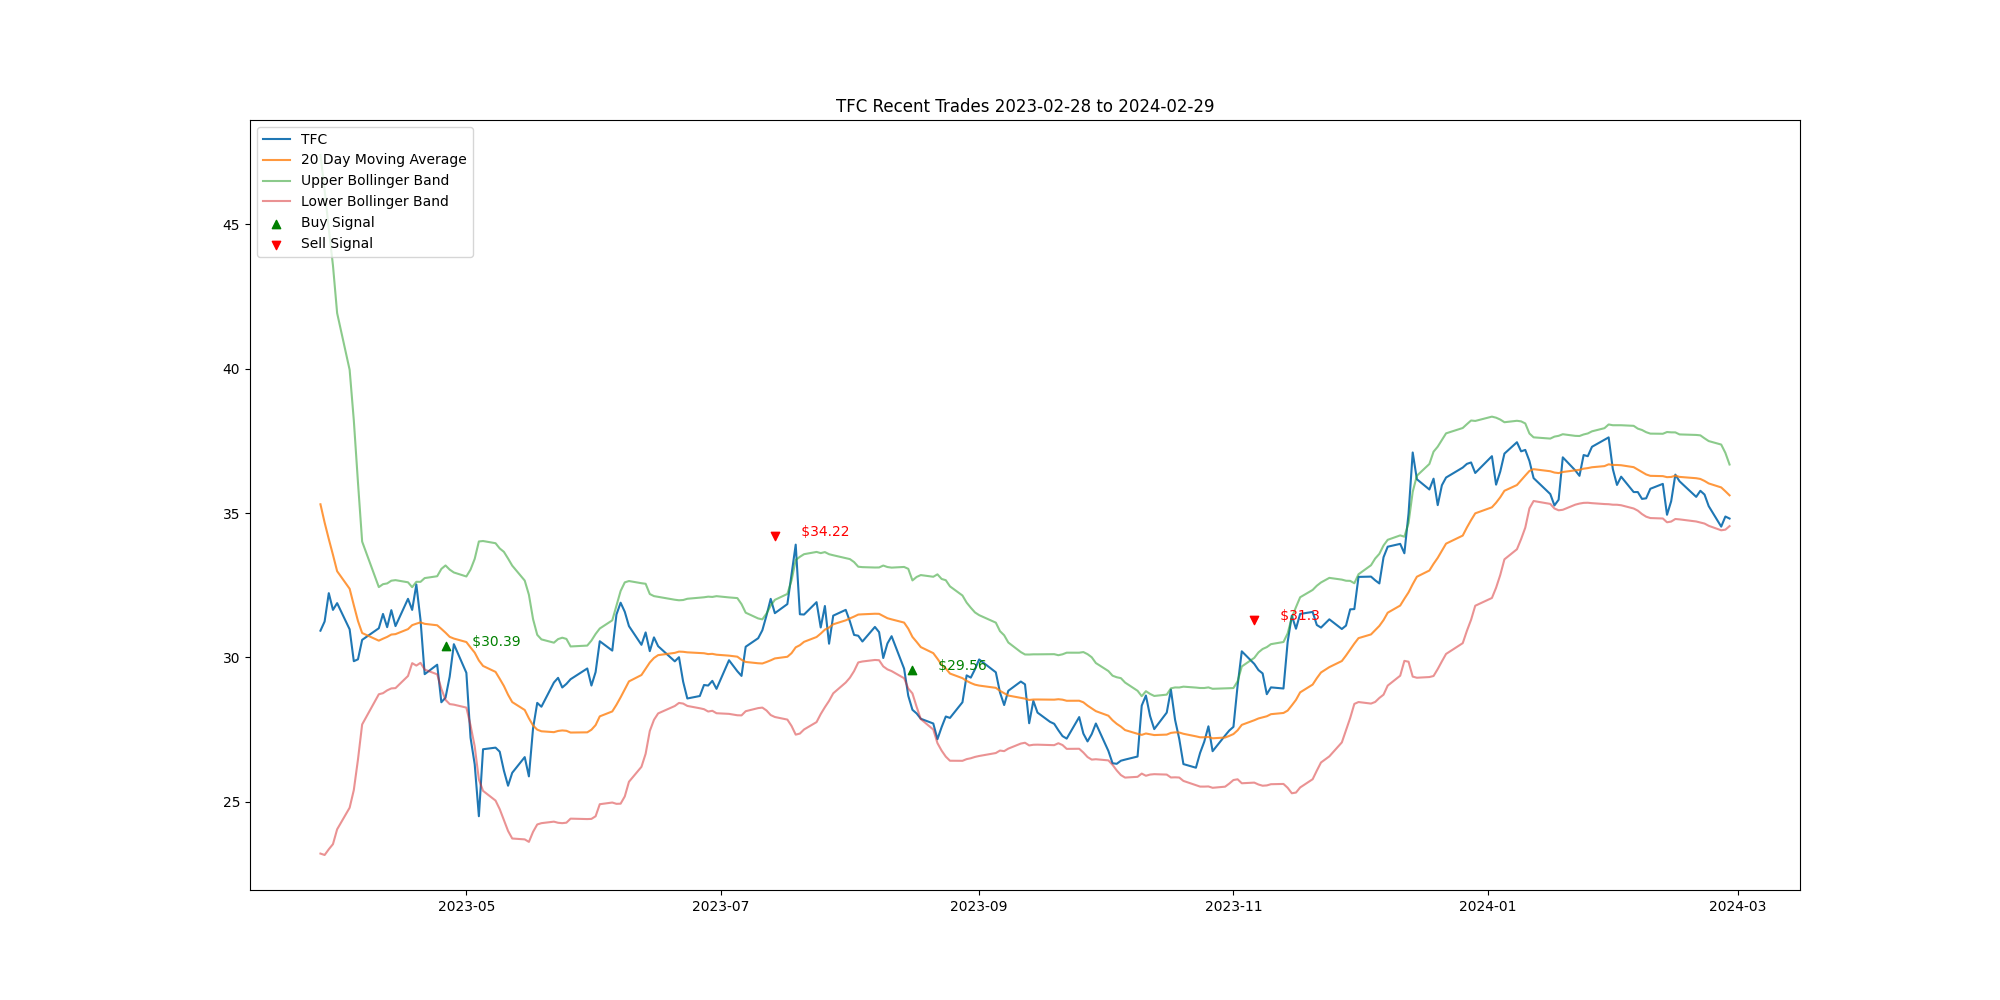 TFC Recent Trades 2023-02-28 to 2024-02-29
TFC
20 Day Moving Average
Upper Bollinger Band
Lower Bollinger Band
Buy Signal
Sell Signal
45
40
35
30
25
$34.22
$30.39
$29.56
$31.3
2023-05
2023-07
2023-09
2023-11
2024-01
2024-03